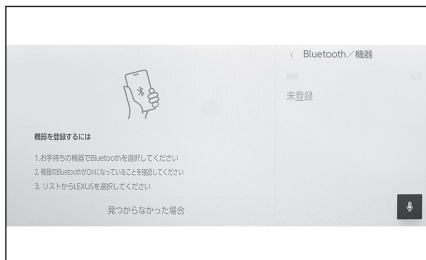 ‹ Bluetooth／機器
未登録
機器を登録するには
1.お手持ちの機器でBluetoothを選択してください
2. 機器のBluetoothがOnになっていることを確認してください
3. リストからLEXUSを選択してください
見つからなかった場合